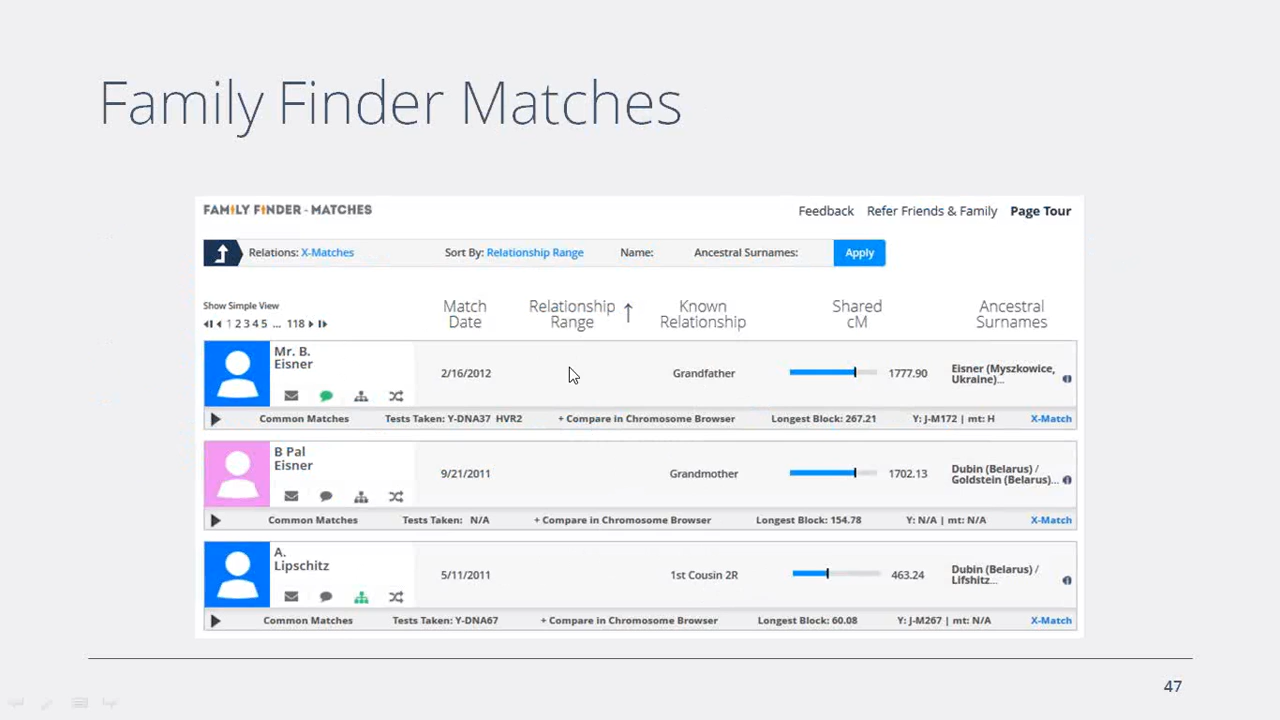 Family Finder Matches
FAMILY FINDER - MATCHES
Feedback Refer Friends & Family Page Tour
Relations: X-Matches Sort By: Relationship Range Name: Ancestral Surnames: Apply
Show Simple View
1 2 3 4 5 ... 118
Match Date
Relationship Range
Known Relationship
Shared cM
Ancestral Surnames
Mr. B.
Eisner
2/16/2012 Grandfather 1777.90
Eisner (Myszkowice,
Ukraine)...
Common Matches Tests Taken: Y-DNA37 HVR2 + Compare in Chromosome Browser Longest Block: 267.21 Y: J-M172 | mt: H X-Match
B Pal
Eisner
9/21/2011 Grandmother 1702.13
Dubin (Belarus) /
Goldstein (Belarus)...
Common Matches Tests Taken: N/A + Compare in Chromosome Browser Longest Block: 154.78 Y: N/A | mt: N/A X-Match
A.
Lipschitz
5/11/2011 1st Cousin 2R 463.24
Dubin (Belarus) /
Lifshitz...
Common Matches Tests Taken: Y-DNA67 + Compare in Chromosome Browser Longest Block: 60.08 Y: J-M267 | mt: N/A X-Match
47